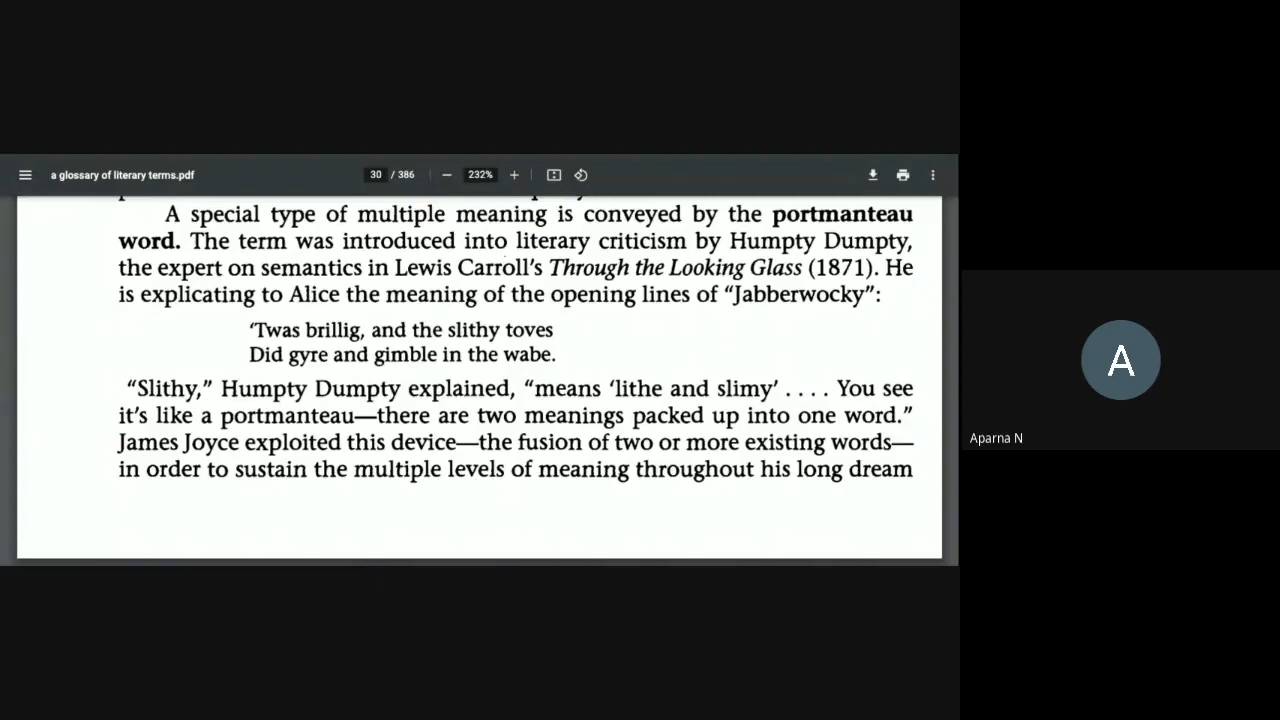 a glossary of literary terms.pdf
30 / 386
232%
A special type of multiple meaning is conveyed by the portmanteau
word. The term was introduced into literary criticism by Humpty Dumpty,
the expert on semantics in Lewis Carroll's Through the Looking Glass (1871). He
is explicating to Alice the meaning of the opening lines of “Jabberwocky”:
‘Twas brillig, and the slithy toves
Did gyre and gimble in the wabe.
“Slithy,” Humpty Dumpty explained, “means ‘lithe and slimy’ . . . . You see
it’s like a portmanteau—there are two meanings packed up into one word.”
James Joyce exploited this device—the fusion of two or more existing words—
in order to sustain the multiple levels of meaning throughout his long dream
A
Aparna N